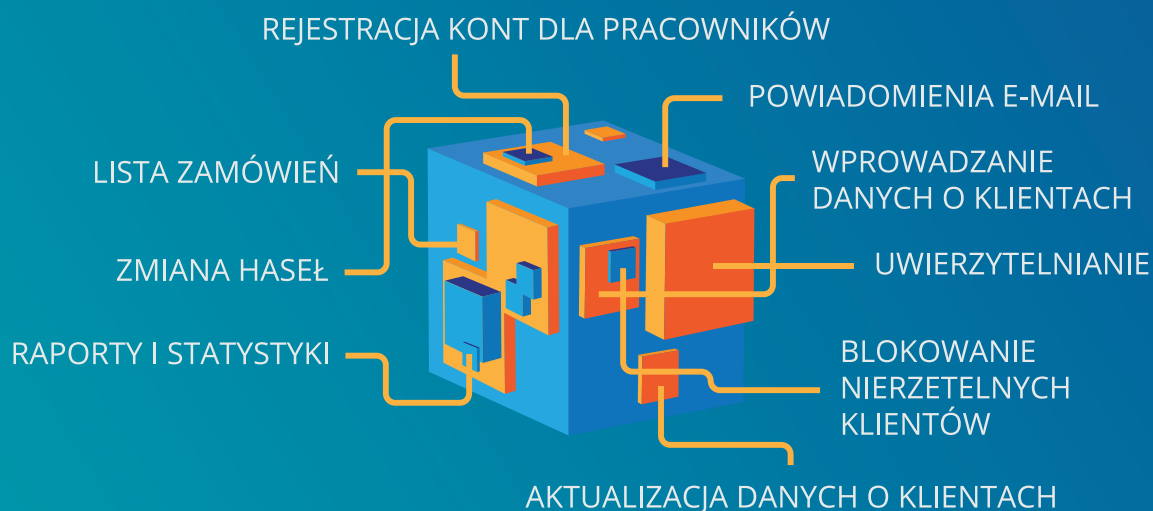 REJESTRACJA KONT DLA PRACOWNIKÓW
POWIADOMIENIA E-MAIL
LISTA ZAMÓWIEŃ
WPROWADZANIE
DANYCH O KLIENTACH
ZMIANA HASEŁ
UWIERZYTELNIANIE
RAPORTY I STATYSTYKI
BLOKOWANIE
NIERZETELNYCH
KLIENTÓW
AKTUALIZACJA DANYCH O KLIENTACH